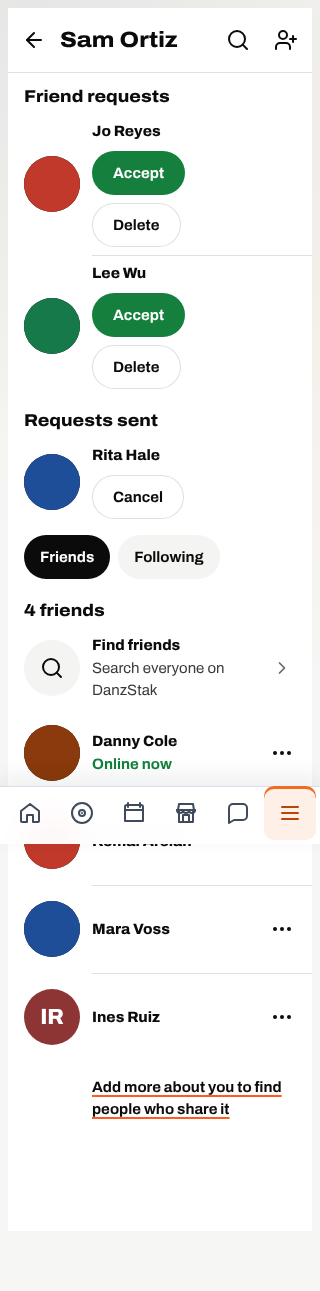 Sam Ortiz
Friend requests
Jo Reyes
Accept
Delete
Lee Wu
Accept
Delete
Requests sent
Rita Hale
Cancel
Friends
Following
4 friends
Find friends
Search everyone on
DanzStak
Danny Cole
Online now
Mara Voss
IR
Ines Ruiz
Add more about you to find
people who share it